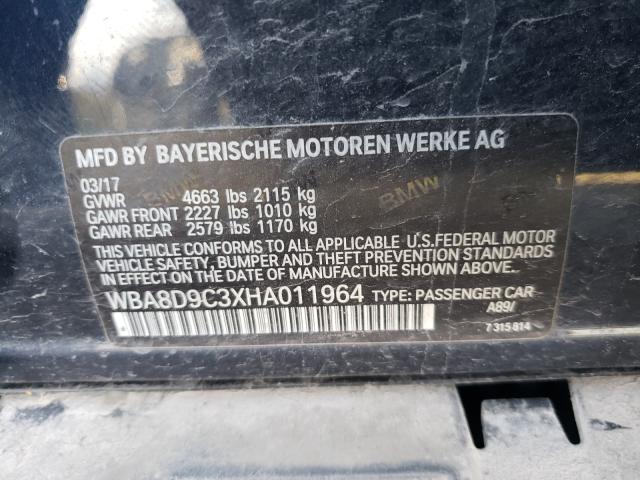 MFD BY BAYERISCHE MOTOREN WERKE AG
03/17
GVWR 4663 lbs 2115 kg
GAWR FRONT 2227 lbs 1010 kg
GAWR REAR 2579 lbs 1170 kg
THIS VEHICLE CONFORMS TO ALL APPLICABLE U.S.FEDERAL MOTOR
VEHICLE SAFETY, BUMPER AND THEFT PREVENTION STANDARDS
IN EFFECT ON THE DATE OF MANUFACTURE SHOWN ABOVE.
WBA8D9C3XHA011964 TYPE: PASSENGER CAR
A89/
7 315 814
BMW
BMW